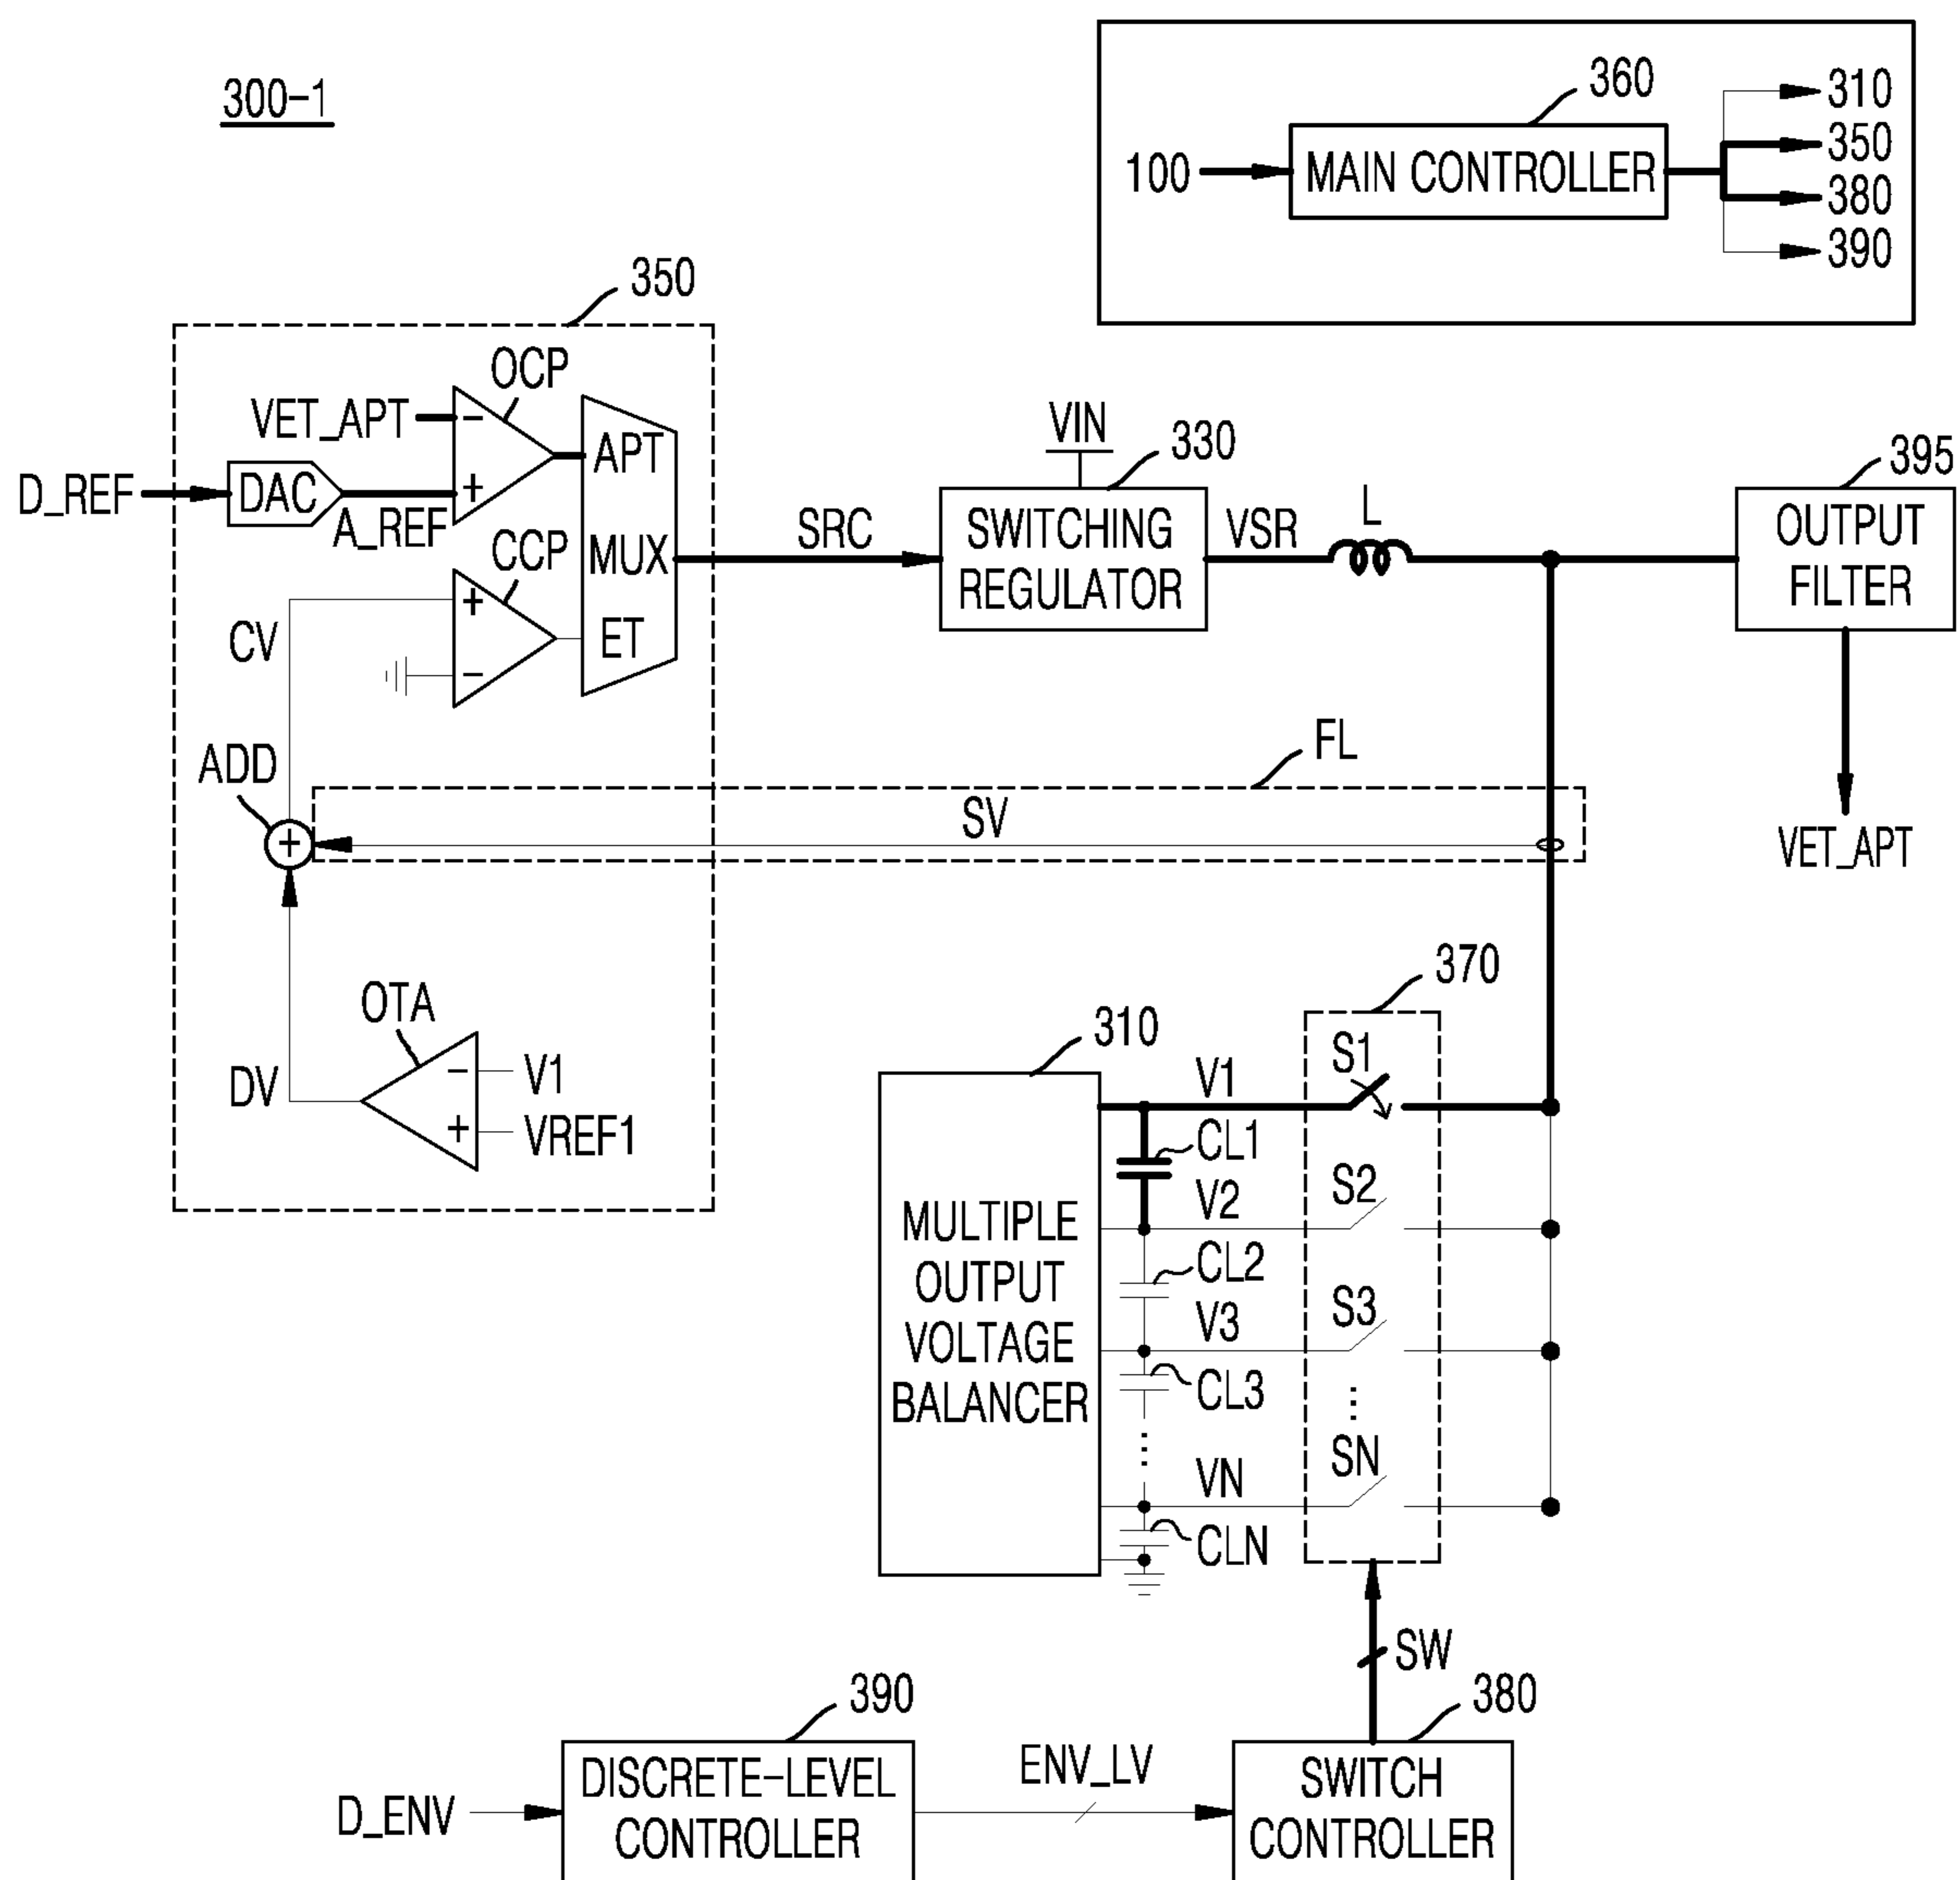 300-1
360
100
MAIN CONTROLLER
310
350
380
390
350
OCP
VET_APT
-
+
APT
D_REF
DAC
A_REF
CCP
MUX
+
-
ET
CV
SRC
VIN
330
SWITCHING
REGULATOR
VSR
L
395
OUTPUT
FILTER
VET_APT
ADD
+
FL
SV
OTA
DV
-
+
V1
VREF1
310
MULTIPLE
OUTPUT
VOLTAGE
BALANCER
370
V1
S1
CL1
V2
S2
CL2
V3
S3
CL3
VN
SN
CLN
SW
390
D_ENV
DISCRETE-LEVEL
CONTROLLER
ENV_LV
380
SWITCH
CONTROLLER